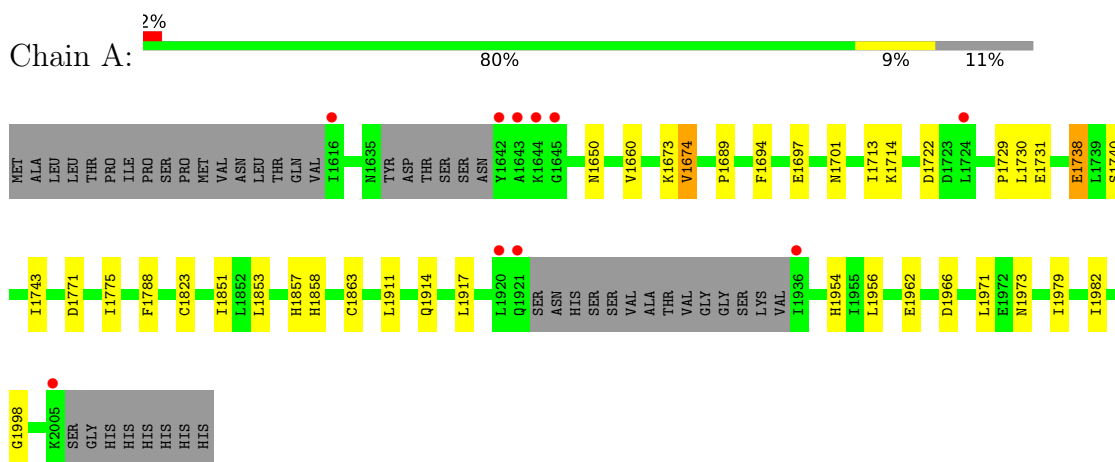 2%
Chain A:
80% 9% 11%
MET ALA LEU LEU THR PRO ILE PRO SER PRO MET VAL ASN LEU THR GLN VAL I1616 N1635 TYR ASP THR SER SER ASN Y1642 A1643 K1644 G1645 N1650 V1660 K1673 V1674 P1689 F1694 E1697 N1701 I1713 K1714 D1722 D1723 L1724 P1729 L1730 E1731 E1738 L1739 S1740
I1743 D1771 I1775 F1788 C1823 I1851 L1852 L1853 H1857 H1858 C1863 L1911 Q1914 L1917 L1920 Q1921 SER ASN HIS SER SER VAL ALA THR VAL GLY GLY SER LYS VAL I1936 H1954 I1955 L1956 E1962 D1966 L1971 E1972 N1973 I1979 I1982
G1998 K2005 SER GLY HIS HIS HIS HIS HIS HIS